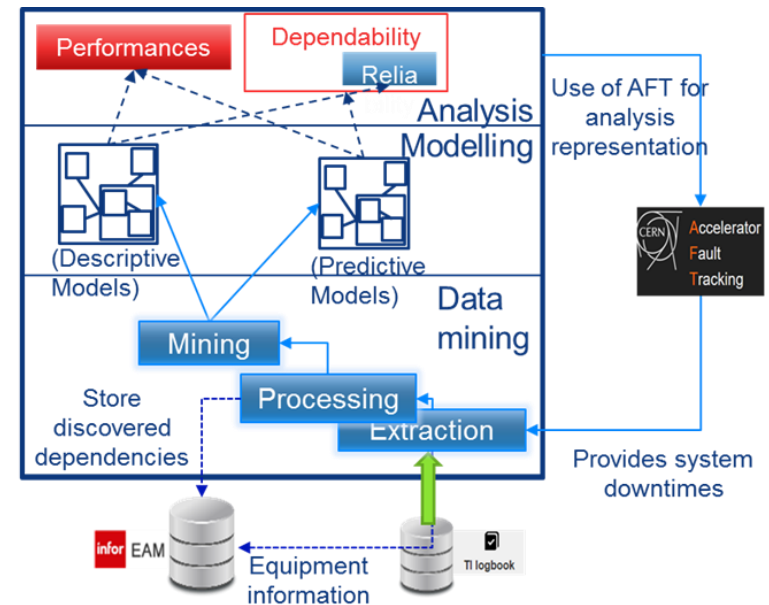 Performances
Dependability
Relia
Analysis
Modelling
(Descriptive
Models)
(Predictive
Models)
Data
mining
Mining
Processing
Extraction
Store
discovered
dependencies
Use of AFT for
analysis
representation
CERN
Accelerator
Fault
Tracking
Provides system
downtimes
infor EAM
TI logbook
Equipment
information